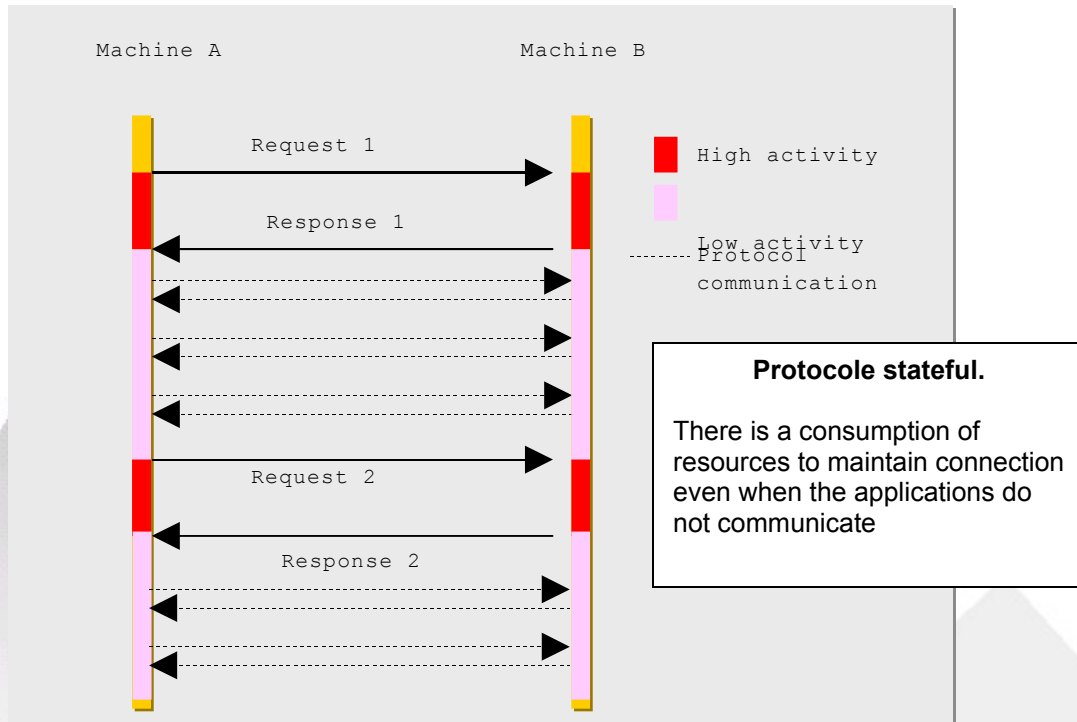 Machine A
Machine B
Request 1
High activity
Response 1
Low activity
Protocol
communication
Protocole stateful.
There is a consumption of
resources to maintain connection
even when the applications do
not communicate
Request 2
Response 2